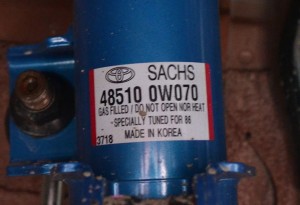 SACHS
48510 0W070
GAS FILLED / DO NOT OPEN NOR HEAT
SPECIALLY TUNED FOR 86
MADE IN KOREA
3718